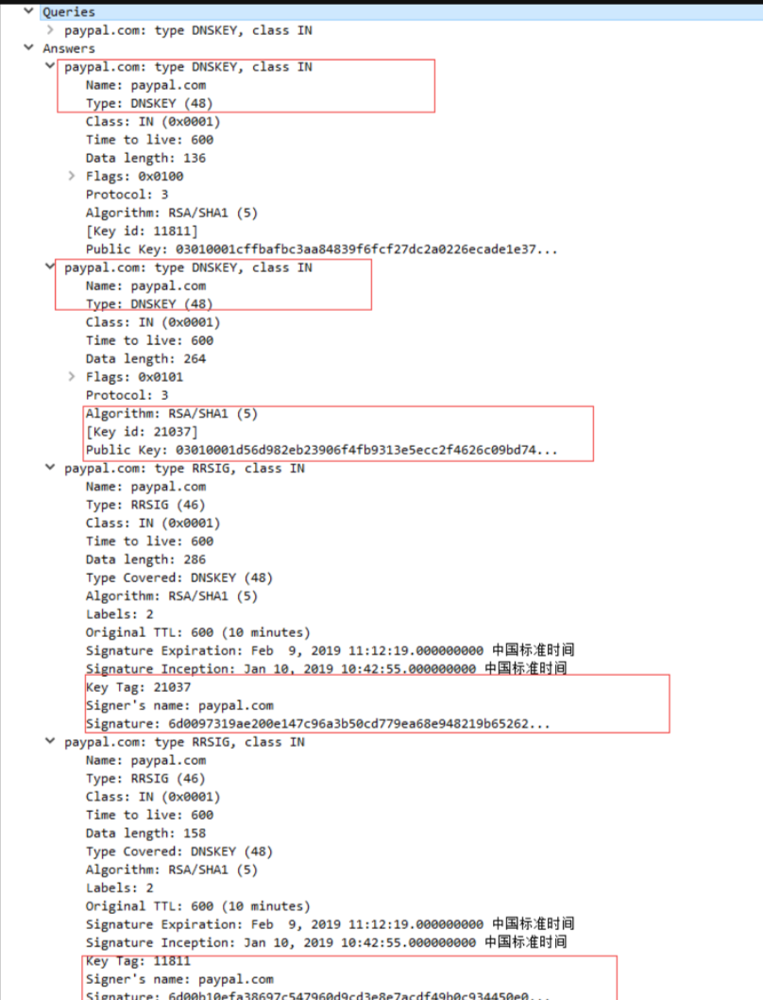 Queries
paypal.com: type DNSKEY, class IN
Answers
paypal.com: type DNSKEY, class IN
Name: paypal.com
Type: DNSKEY (48)
Class: IN (0x0001)
Time to live: 600
Data length: 136
Flags: 0x0100
Protocol: 3
Algorithm: RSA/SHA1 (5)
[Key id: 11811]
Public Key: 03010001cffbafbc3aa84839f6fcf27dc2a0226ecade1e37...
paypal.com: type DNSKEY, class IN
Name: paypal.com
Type: DNSKEY (48)
Class: IN (0x0001)
Time to live: 600
Data length: 264
Flags: 0x0101
Protocol: 3
Algorithm: RSA/SHA1 (5)
[Key id: 21037]
Public Key: 03010001d56d982eb23906f4fb9313e5ecc2f4626c09bd74...
paypal.com: type RRSIG, class IN
Name: paypal.com
Type: RRSIG (46)
Class: IN (0x0001)
Time to live: 600
Data length: 286
Type Covered: DNSKEY (48)
Algorithm: RSA/SHA1 (5)
Labels: 2
Original TTL: 600 (10 minutes)
Signature Expiration: Feb  9, 2019 11:12:19.000000000 中国标准时间
Signature Inception: Jan 10, 2019 10:42:55.000000000 中国标准时间
Key Tag: 21037
Signer's name: paypal.com
Signature: 6d0097319ae200e147c96a3b50cd779ea68e948219b65262...
paypal.com: type RRSIG, class IN
Name: paypal.com
Type: RRSIG (46)
Class: IN (0x0001)
Time to live: 600
Data length: 158
Type Covered: DNSKEY (48)
Algorithm: RSA/SHA1 (5)
Labels: 2
Original TTL: 600 (10 minutes)
Signature Expiration: Feb  9, 2019 11:12:19.000000000 中国标准时间
Signature Inception: Jan 10, 2019 10:42:55.000000000 中国标准时间
Key Tag: 11811
Signer's name: paypal.com
Signature: 6d00b10efa38697c547960d9cd3e8e7acdf49b0c934450e0...